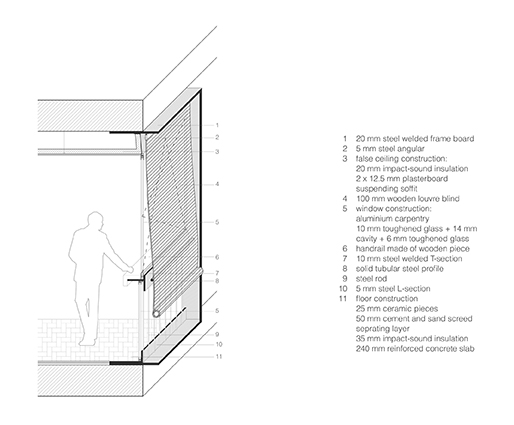 1
2
3
4
5
6
7
8
5
9
10
11
1 20 mm steel welded frame board
2 5 mm steel angular
3 false ceiling construction:
20 mm impact-sound insulation
2 x 12.5 mm plasterboard
suspending soffit
4 100 mm wooden louvre blind
5 window construction:
aluminium carpentry
10 mm toughened glass + 14 mm
cavity + 6 mm toughened glass
6 handrail made of wooden piece
7 10 mm steel welded T-section
8 solid tubular steel profile
9 steel rod
10 5 mm steel L-section
11 floor construction
25 mm ceramic pieces
50 mm cement and sand screed
seprating layer
35 mm impact-sound insulation
240 mm reinforced concrete slab